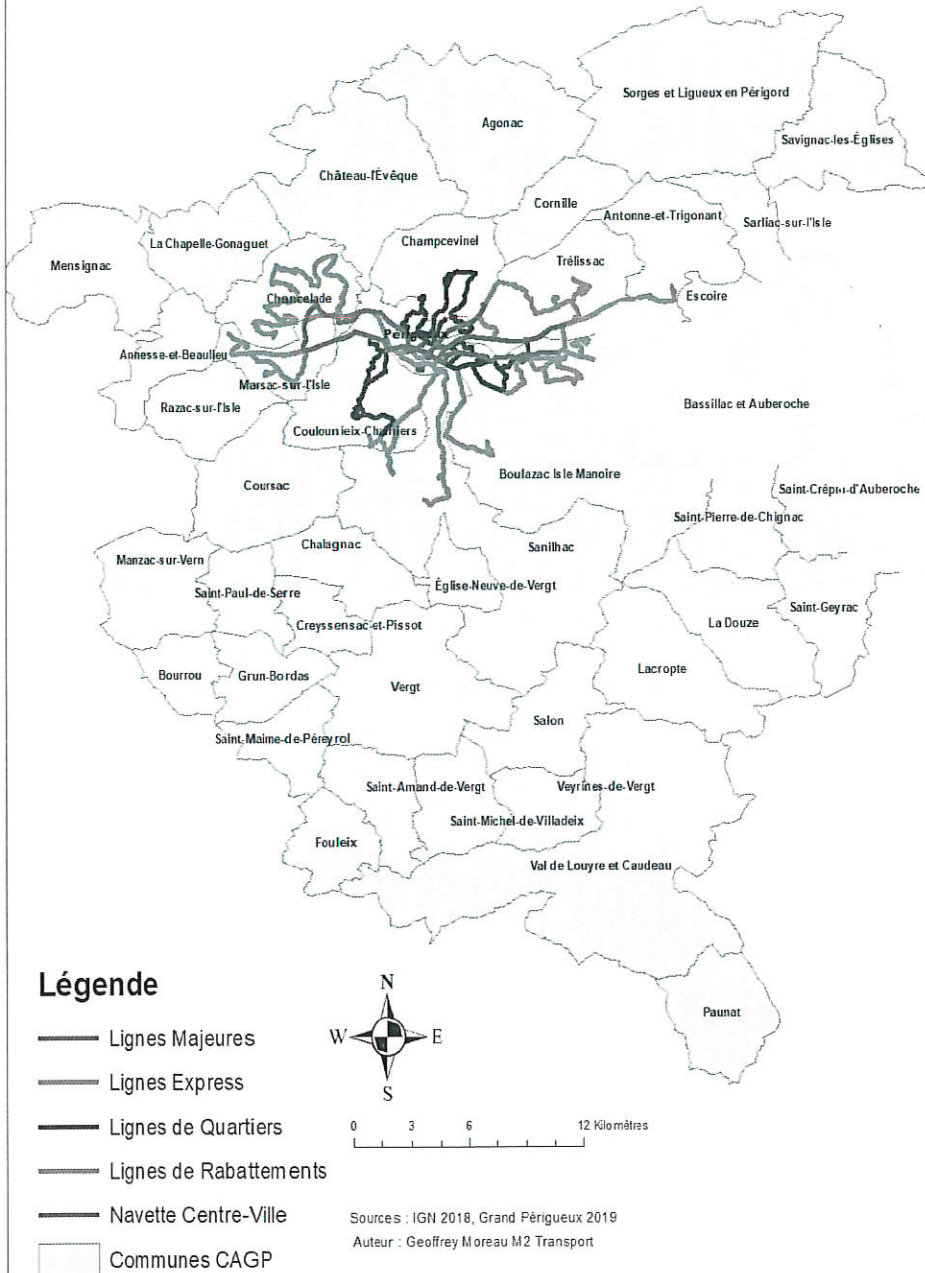 Sorges et Ligueux en Périgord
Agonac
Savignac-les-Églises
Château-l'Évêque
Cornille
Antonne-et-Trigonant
Sarliac-sur-l'Isle
La Chapelle-Gonaguet
Champcevinel
Mensignac
Trélissac
Chancelade
Escoire
Périgueux
Annesse-et-Beaulieu
Marsac-sur-l'Isle
Razac-sur-l'Isle
Bassillac et Auberoche
Coulounieix-Chamiers
Boulazac Isle Manoire
Coursac
Saint-Crépin-d'Auberoche
Saint-Pierre-de-Chignac
Chalagnac
Sanilhac
Manzac-sur-Vern
Église-Neuve-de-Vergt
Saint-Paul-de-Serre
Saint-Geyrac
La Douze
Creyssensac-et-Pissot
Lacropte
Bourrou
Grun-Bordas
Vergt
Salon
Saint-Maime-de-Péreyrol
Saint-Amand-de-Vergt
Veyrines-de-Vergt
Saint-Michel-de-Villadeix
Fouleix
Val de Louyre et Caudeau
Paunat
Légende
Lignes Majeures
Lignes Express
Lignes de Quartiers
Lignes de Rabattements
Navette Centre-Ville
Communes CAGP
N
W
E
S
0 3 6 12 Kilomètres
Sources : IGN 2018, Grand Périgueux 2019
Auteur : Geoffrey Moreau M2 Transport